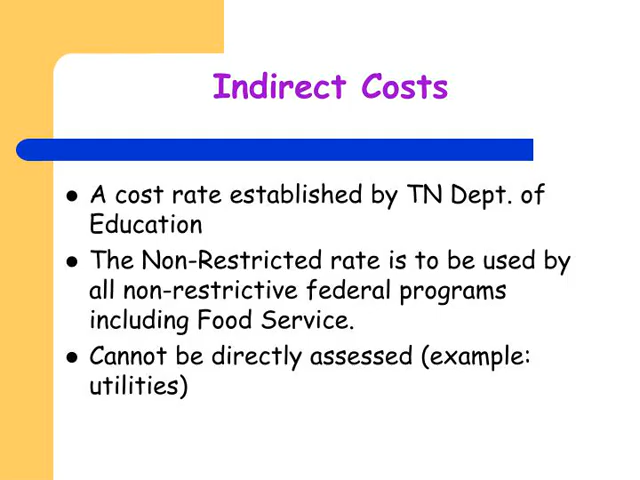 Indirect Costs
● A cost rate established by TN Dept. of
Education
● The Non-Restricted rate is to be used by
all non-restrictive federal programs
including Food Service.
● Cannot be directly assessed (example:
utilities)